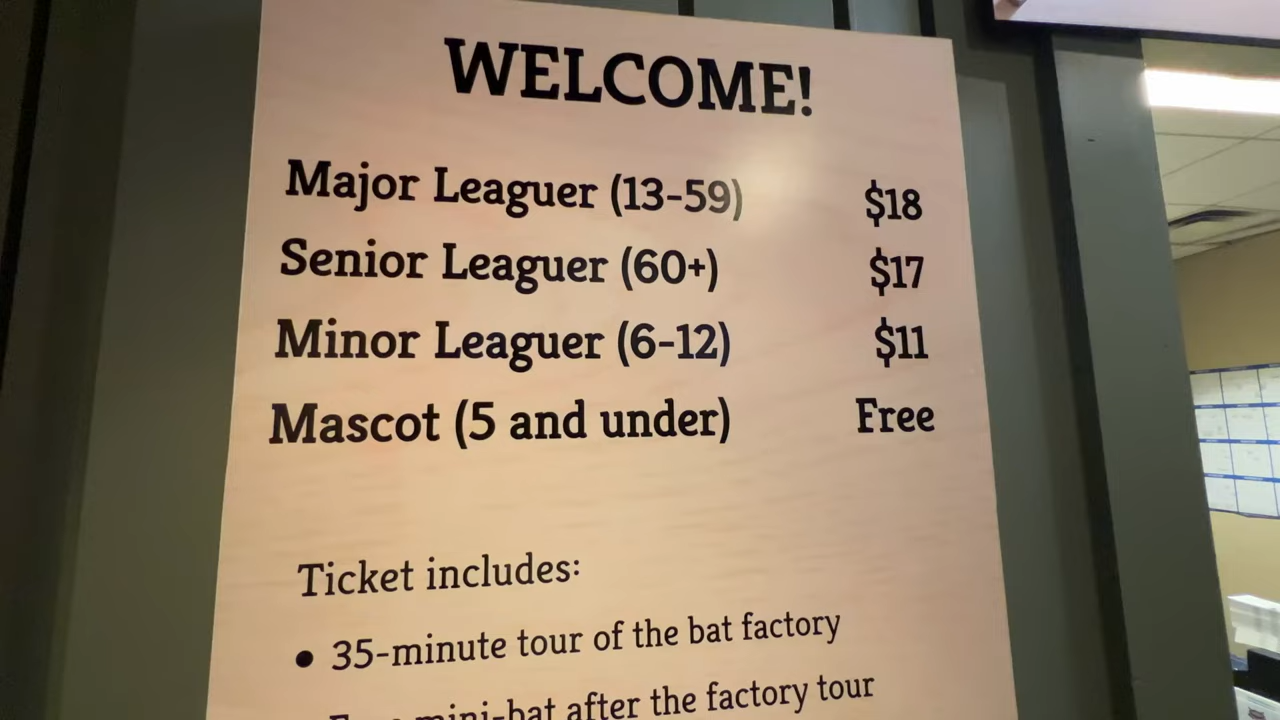 WELCOME!
Major Leaguer (13-59) $18
Senior Leaguer (60+) $17
Minor Leaguer (6-12) $11
Mascot (5 and under) Free
Ticket includes:
• 35-minute tour of the bat factory
mini-bat after the factory tour